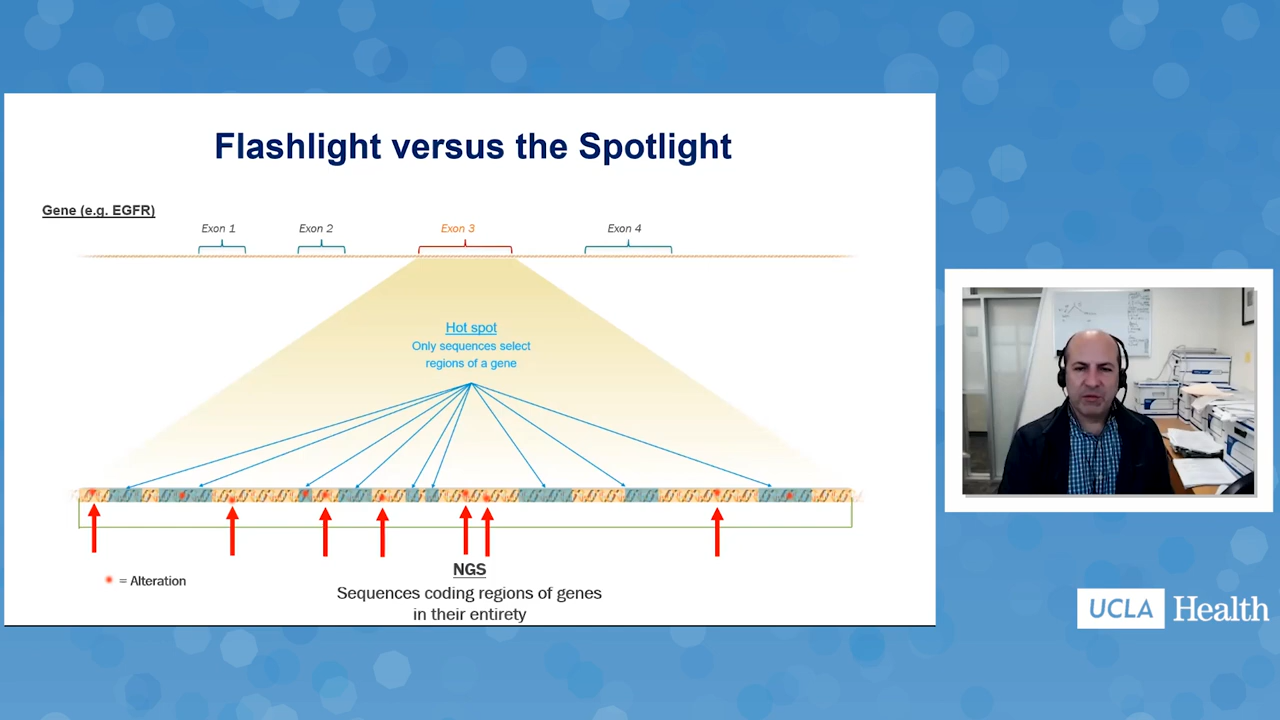 Flashlight versus the Spotlight
Gene (e.g. EGFR)
Exon 1
Exon 2
Exon 3
Exon 4
Hot spot
Only sequences select
regions of a gene
= Alteration
NGS
Sequences coding regions of genes
in their entirety
UCLA Health